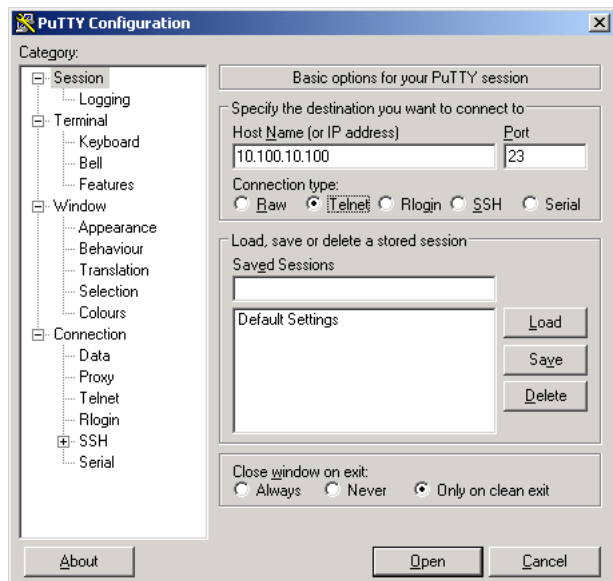 PuTTY Configuration
Category:
Session
Logging
Terminal
Keyboard
Bell
Features
Window
Appearance
Behaviour
Translation
Selection
Colours
Connection
Data
Proxy
Telnet
Rlogin
SSH
Serial
Basic options for your PuTTY session
Specify the destination you want to connect to
Host Name (or IP address) Port
10.100.10.100 23
Connection type:
Raw Telnet Rlogin SSH Serial
Load, save or delete a stored session
Saved Sessions
Default Settings
Load
Save
Delete
Close window on exit:
Always Never Only on clean exit
About Open Cancel